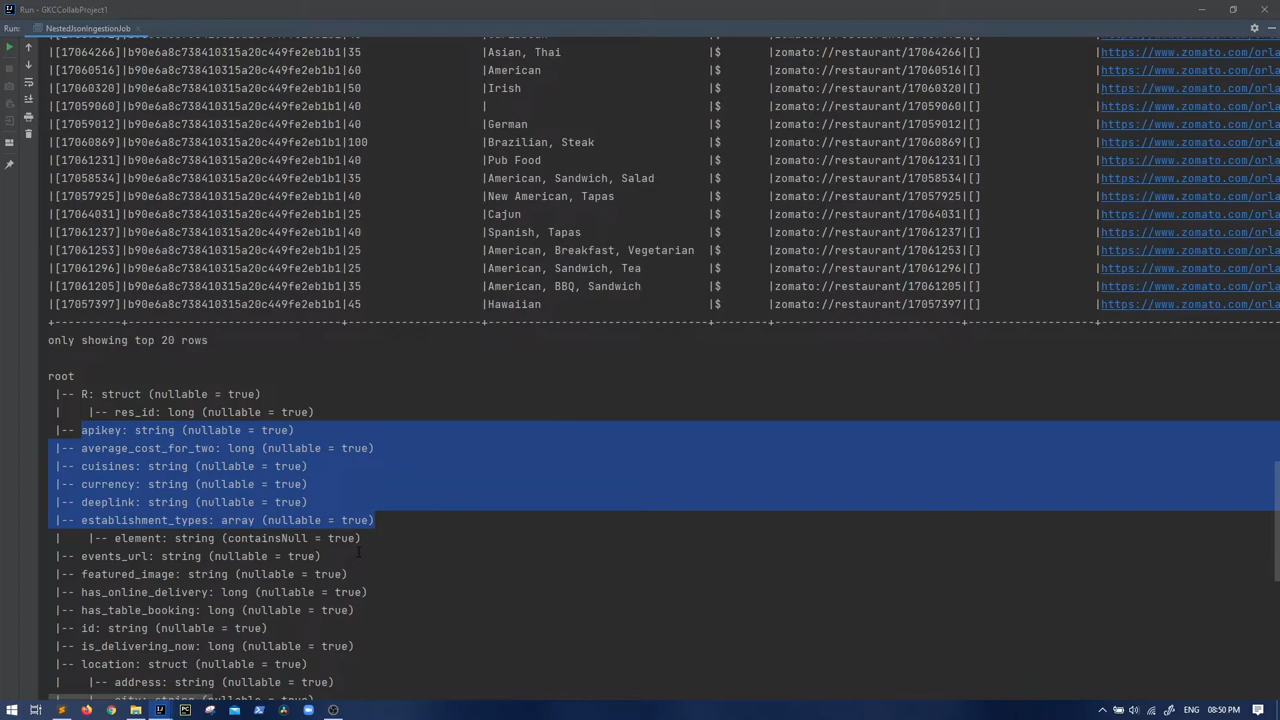 Run - GKCCollabProject1
Run: NestedJsonIngestionJob
|[17064266]|b90e6a8c738410315a20c449fe2eb1b1|35 |Asian, Thai |$ |zomato://restaurant/17064266|[] |https://www.zomato.com/orla
|[17060516]|b90e6a8c738410315a20c449fe2eb1b1|60 |American |$ |zomato://restaurant/17060516|[] |https://www.zomato.com/orla
|[17060320]|b90e6a8c738410315a20c449fe2eb1b1|50 |Irish |$ |zomato://restaurant/17060320|[] |https://www.zomato.com/orla
|[17059060]|b90e6a8c738410315a20c449fe2eb1b1|40 | |$ |zomato://restaurant/17059060|[] |https://www.zomato.com/orla
|[17059012]|b90e6a8c738410315a20c449fe2eb1b1|40 |German |$ |zomato://restaurant/17059012|[] |https://www.zomato.com/orla
|[17060869]|b90e6a8c738410315a20c449fe2eb1b1|100 |Brazilian, Steak |$ |zomato://restaurant/17060869|[] |https://www.zomato.com/orla
|[17061231]|b90e6a8c738410315a20c449fe2eb1b1|40 |Pub Food |$ |zomato://restaurant/17061231|[] |https://www.zomato.com/orla
|[17058534]|b90e6a8c738410315a20c449fe2eb1b1|35 |American, Sandwich, Salad |$ |zomato://restaurant/17058534|[] |https://www.zomato.com/orla
|[17057925]|b90e6a8c738410315a20c449fe2eb1b1|40 |New American, Tapas |$ |zomato://restaurant/17057925|[] |https://www.zomato.com/orla
|[17064031]|b90e6a8c738410315a20c449fe2eb1b1|25 |Cajun |$ |zomato://restaurant/17064031|[] |https://www.zomato.com/orla
|[17061237]|b90e6a8c738410315a20c449fe2eb1b1|40 |Spanish, Tapas |$ |zomato://restaurant/17061237|[] |https://www.zomato.com/orla
|[17061253]|b90e6a8c738410315a20c449fe2eb1b1|25 |American, Breakfast, Vegetarian |$ |zomato://restaurant/17061253|[] |https://www.zomato.com/orla
|[17061296]|b90e6a8c738410315a20c449fe2eb1b1|25 |American, Sandwich, Tea |$ |zomato://restaurant/17061296|[] |https://www.zomato.com/orla
|[17061205]|b90e6a8c738410315a20c449fe2eb1b1|35 |American, BBQ, Sandwich |$ |zomato://restaurant/17061205|[] |https://www.zomato.com/orla
|[17057397]|b90e6a8c738410315a20c449fe2eb1b1|45 |Hawaiian |$ |zomato://restaurant/17057397|[] |https://www.zomato.com/orla
only showing top 20 rows
root
|-- R: struct (nullable = true)
| |-- res_id: long (nullable = true)
|-- apikey: string (nullable = true)
|-- average_cost_for_two: long (nullable = true)
|-- cuisines: string (nullable = true)
|-- currency: string (nullable = true)
|-- deeplink: string (nullable = true)
|-- establishment_types: array (nullable = true)
| |-- element: string (containsNull = true)
|-- events_url: string (nullable = true)
|-- featured_image: string (nullable = true)
|-- has_online_delivery: long (nullable = true)
|-- has_table_booking: long (nullable = true)
|-- id: string (nullable = true)
|-- is_delivering_now: long (nullable = true)
|-- location: struct (nullable = true)
| |-- address: string (nullable = true)
| |-- city: string (nullable = true)
ENG 08:50 PM